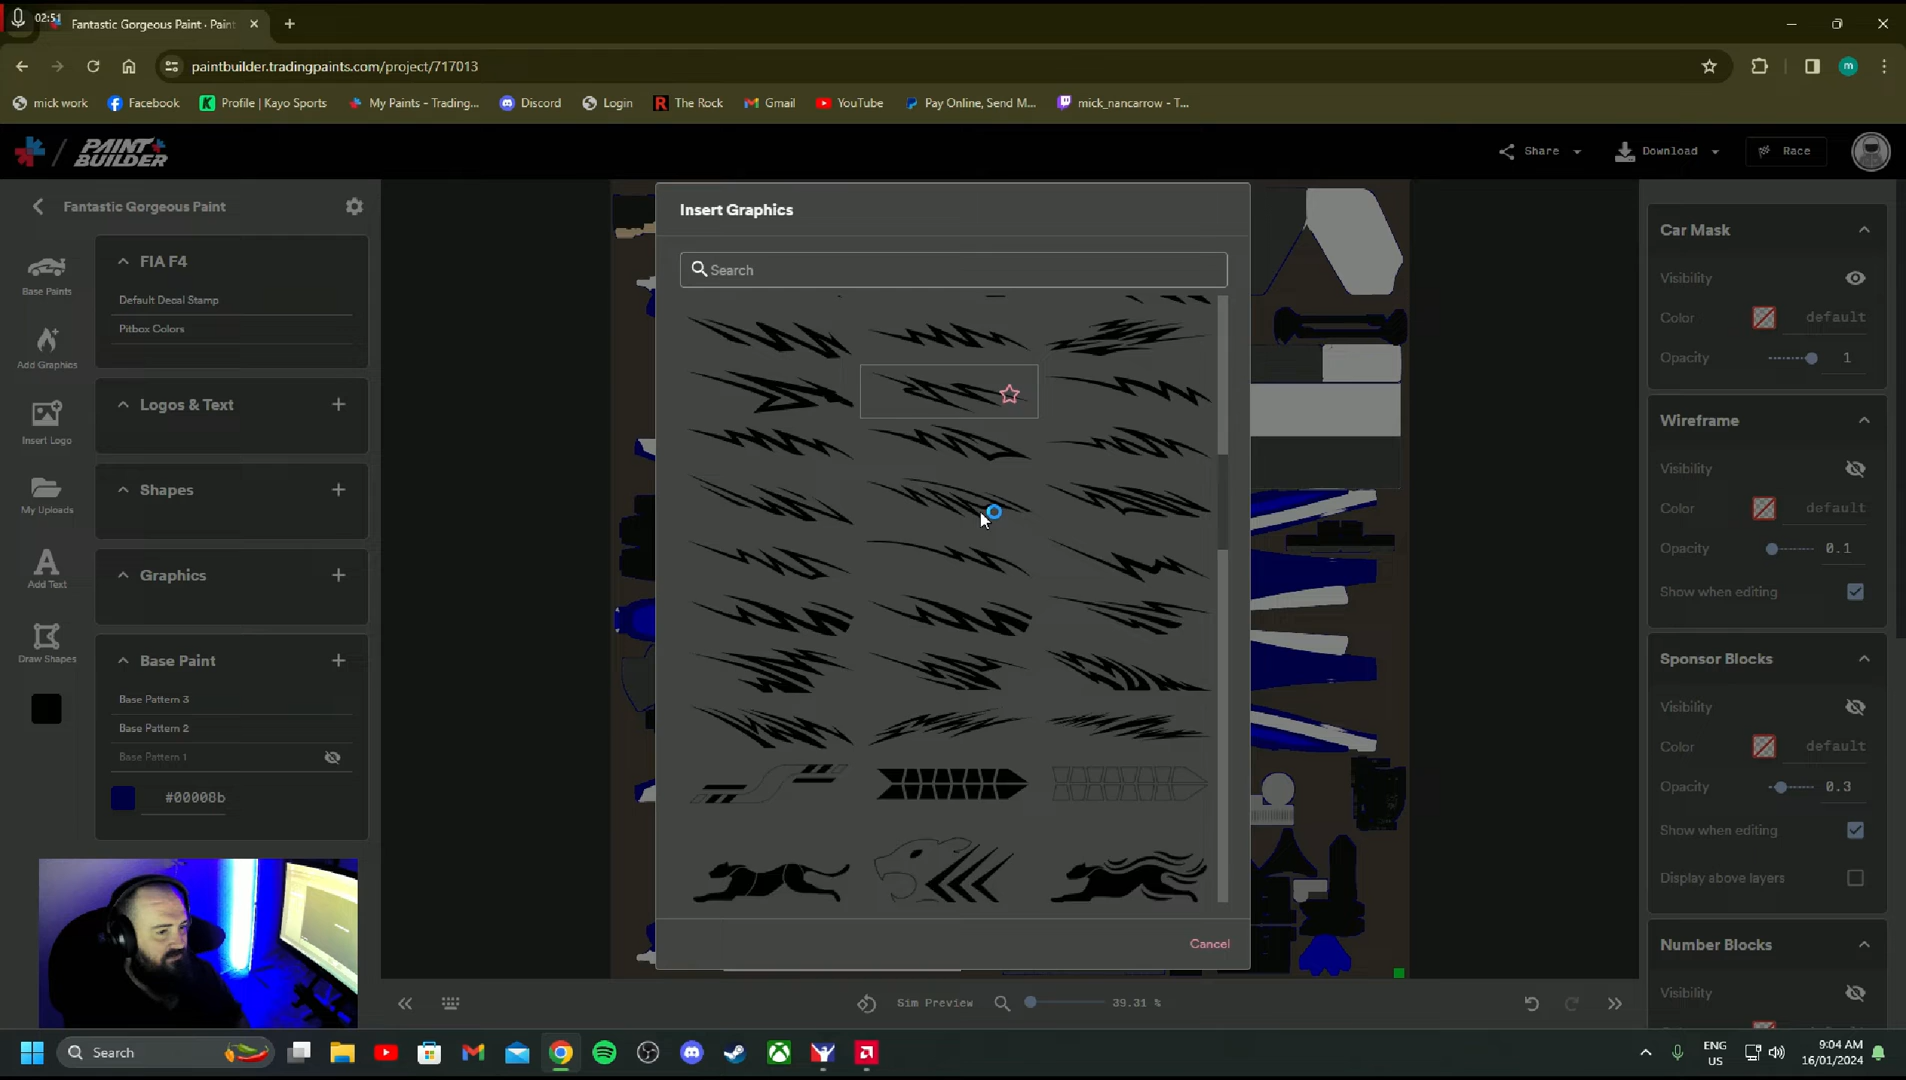 02:51
Fantastic Gorgeous Paint · Paint
paintbuilder.tradingpaints.com/project/717013
m
mick work
Facebook
Profile | Kayo Sports
My Paints – Trading...
Discord
Login
The Rock
Gmail
YouTube
Pay Online, Send M...
mick_nancarrow - T...
PAINT BUILDER
Share
Download
Race
Fantastic Gorgeous Paint
Base Paints
Add Graphics
Insert Logo
My Uploads
Add Text
Draw Shapes
FIA F4
Default Decal Stamp
Pitbox Colors
Logos & Text
Shapes
Graphics
Base Paint
Base Pattern 3
Base Pattern 2
Base Pattern 1
#00008b
Insert Graphics
Search
Cancel
Car Mask
Visibility
Color default
Opacity 1
Wireframe
Visibility
Color default
Opacity 0.1
Show when editing
Sponsor Blocks
Visibility
Color default
Opacity 0.3
Show when editing
Display above layers
Number Blocks
Visibility
Sim Preview
39.31 %
Search
ENG
US
9:04 AM
16/01/2024